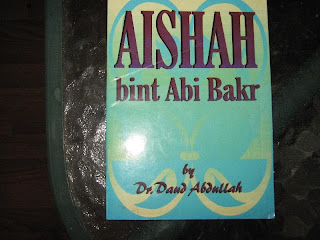 AISHAH
bint Abi Bakr
by
Dr. Daud Abdullah